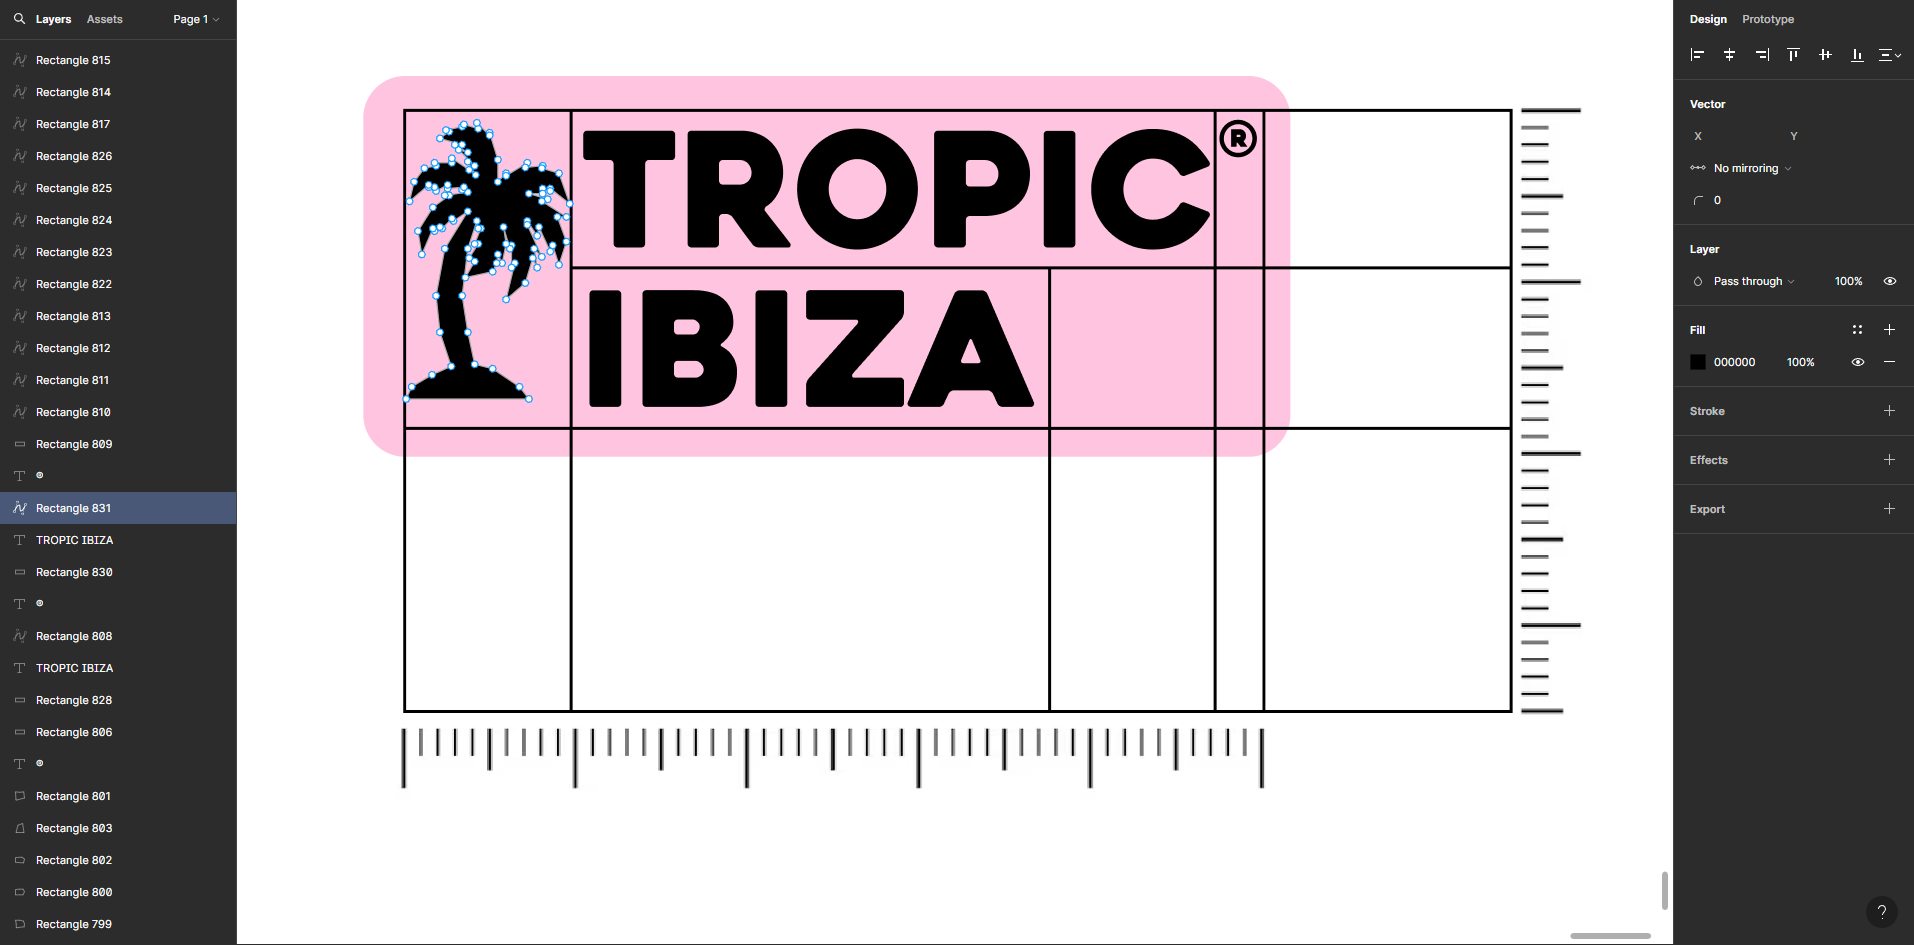 Layers Assets Page 1
Rectangle 815
Rectangle 814
Rectangle 817
Rectangle 826
Rectangle 825
Rectangle 824
Rectangle 823
Rectangle 822
Rectangle 813
Rectangle 812
Rectangle 811
Rectangle 810
Rectangle 809
®
Rectangle 831
TROPIC IBIZA
Rectangle 830
®
Rectangle 808
TROPIC IBIZA
Rectangle 828
Rectangle 806
®
Rectangle 801
Rectangle 803
Rectangle 802
Rectangle 800
Rectangle 799
TROPIC®
IBIZA
Design Prototype
Vector
X Y
No mirroring
0
Layer
Pass through 100%
Fill
000000 100%
Stroke
Effects
Export
?